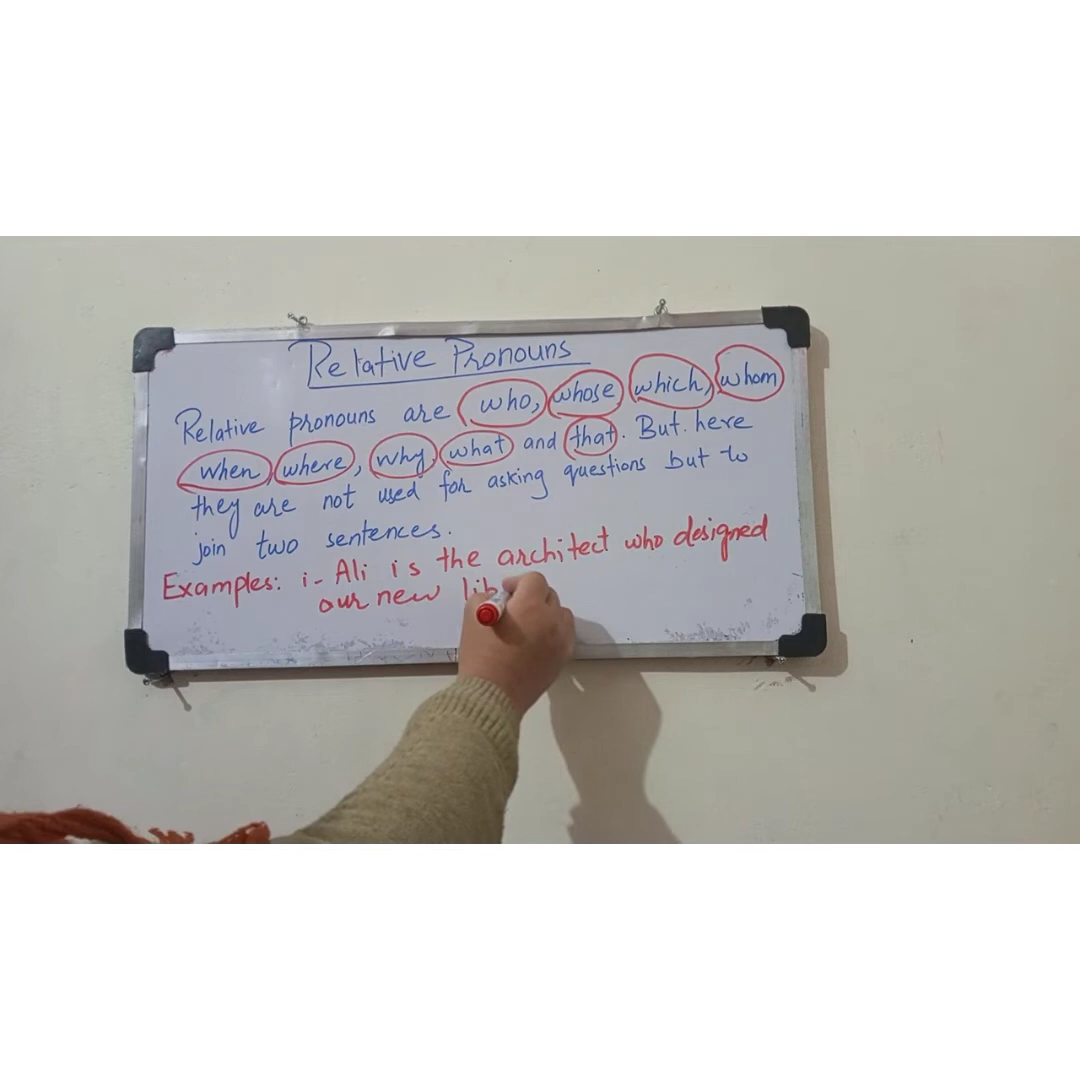 Relative Pronouns
Relative pronouns are who, whose, which, whom
when, where, why, what and that. But here
they are not used for asking questions but to
join two sentences.
Examples: i- Ali is the architect who designed
our new